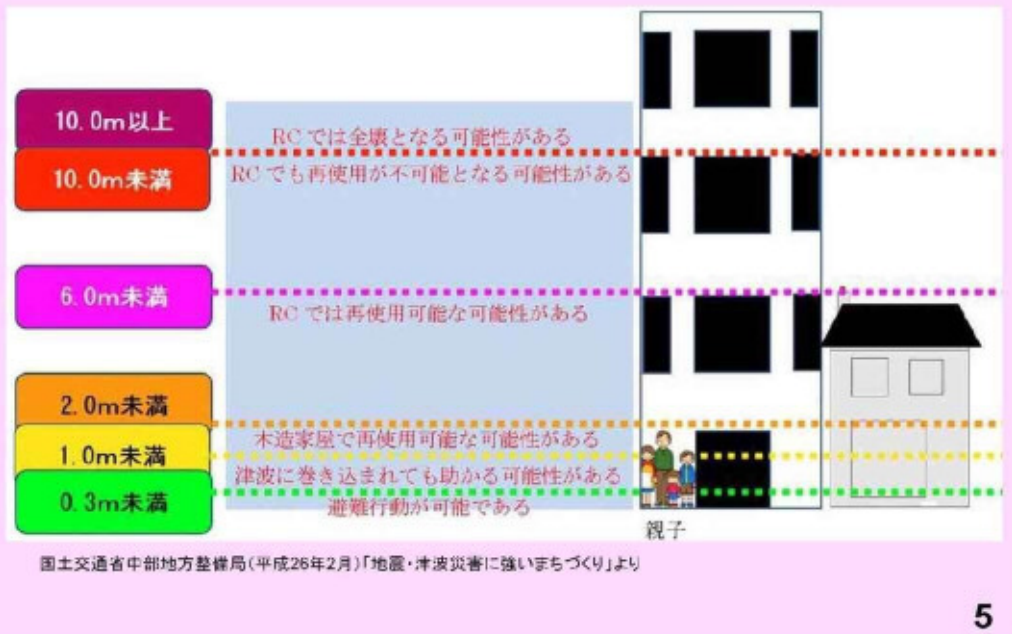 10.0m以上
RCでは全壊となる可能性がある
10.0m未満
RCでも再使用が不可能となる可能性がある
6.0m未満
RCでは再使用可能な可能性がある
2.0m未満
木造家屋で再使用可能な可能性がある
1.0m未満
津波に巻き込まれても助かる可能性がある
0.3m未満
避難行動が可能である
親子
国土交通省中部地方整備局(平成26年2月)「地震・津波災害に強いまちづくり」より
5